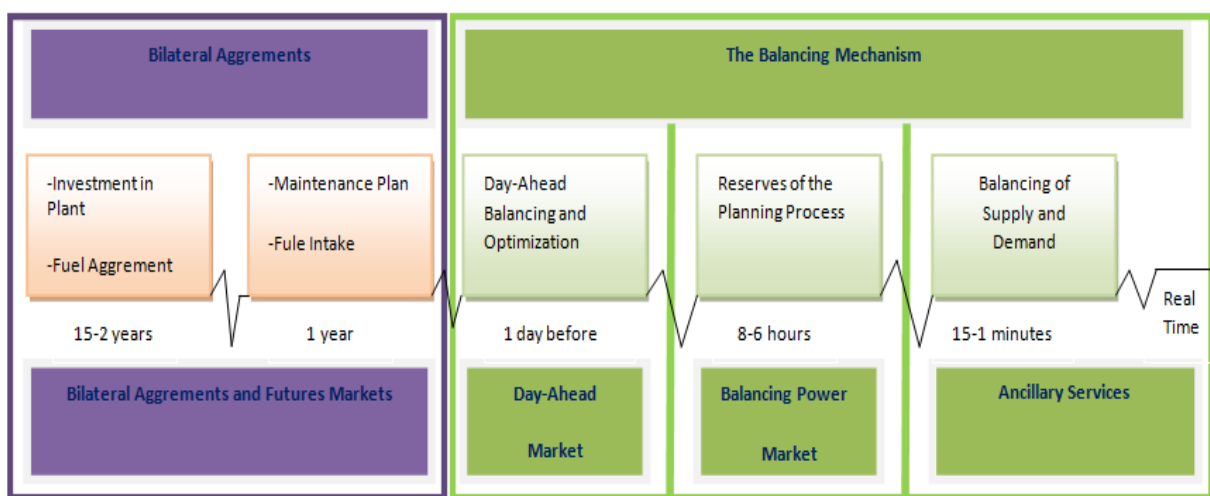 Bilateral Aggrements
The Balancing Mechanism
-Investment in
Plant
-Fuel Aggrement
-Maintenance Plan
-Fule Intake
Day-Ahead
Balancing and
Optimization
Reserves of the
Planning Process
Balancing of
Supply and
Demand
Real
Time
15-2 years
1 year
1 day before
8-6 hours
15-1 minutes
Bilateral Aggrements and Futures Markets
Day-Ahead
Market
Balancing Power
Market
Ancillary Services